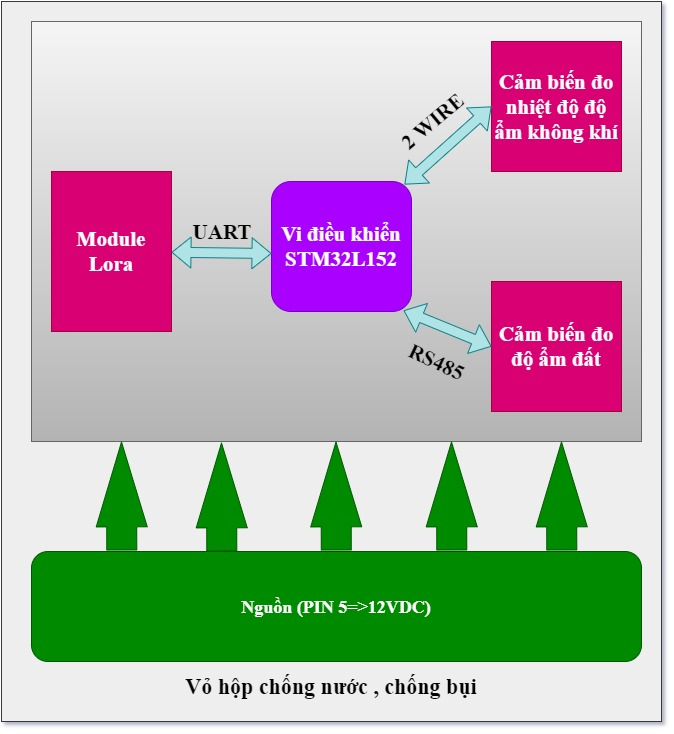 Cảm biến đo
nhiệt độ độ
ẩm không khí
2 WIRE
Module
Lora
UART
Vi điều khiển
STM32L152
RS485
Cảm biến đo
độ ẩm đất
Nguồn (PIN 5=>12VDC)
Vỏ hộp chống nước , chống bụi